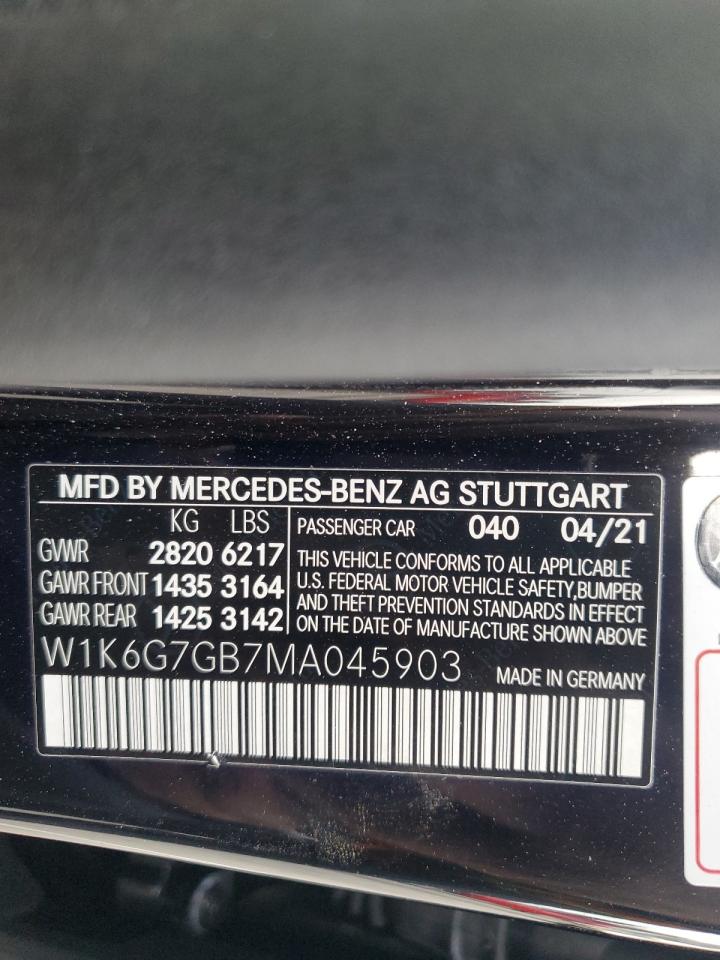 MFD BY MERCEDES-BENZ AG STUTTGART
KG LBS
GVWR 2820 6217
GAWR FRONT 1435 3164
GAWR REAR 1425 3142
PASSENGER CAR 040 04/21
THIS VEHICLE CONFORMS TO ALL APPLICABLE
U.S. FEDERAL MOTOR VEHICLE SAFETY,BUMPER
AND THEFT PREVENTION STANDARDS IN EFFECT
ON THE DATE OF MANUFACTURE SHOWN ABOVE
W1K6G7GB7MA045903
MADE IN GERMANY